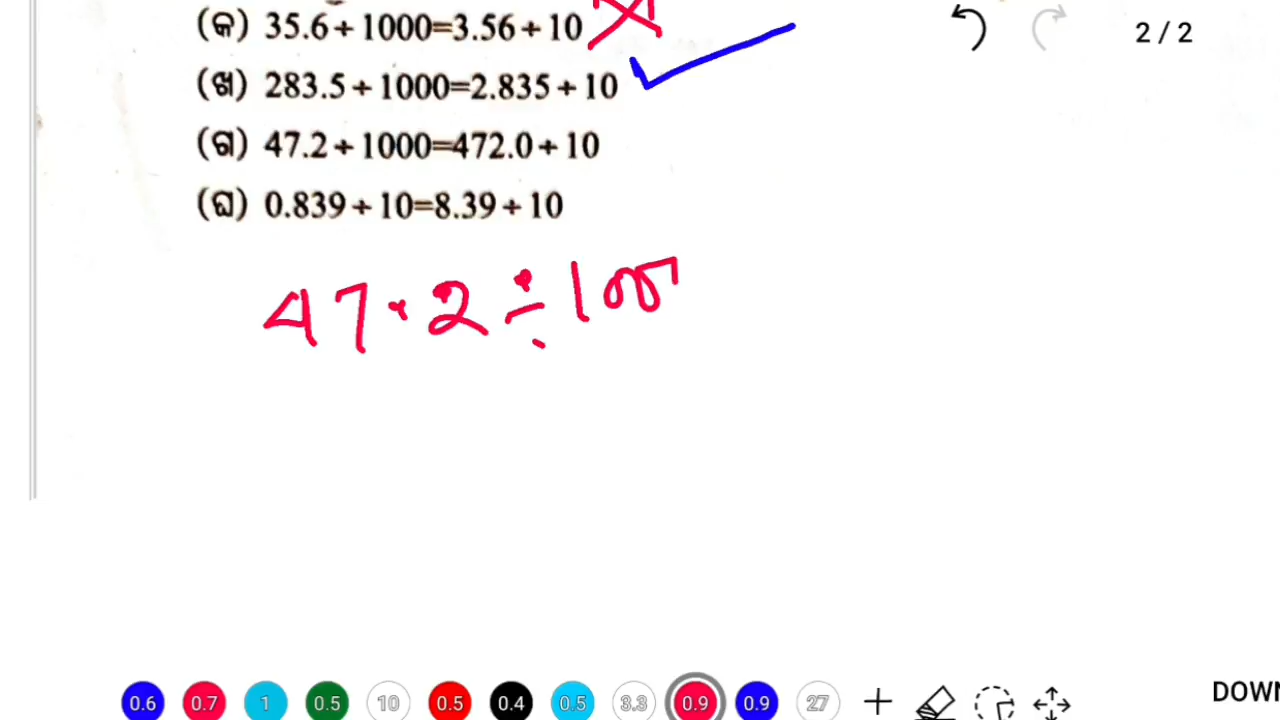 (କ) 35.6÷1000=3.56÷10
2 / 2
(ଖ) 283.5÷1000=2.835÷10
(ଗ) 47.2÷1000=472.0÷10
(ଘ) 0.839÷10=8.39÷10
47.2÷100
0.6 0.7 1 0.5 10 0.5 0.4 0.5 3.3 0.9 0.9 27
DOWN